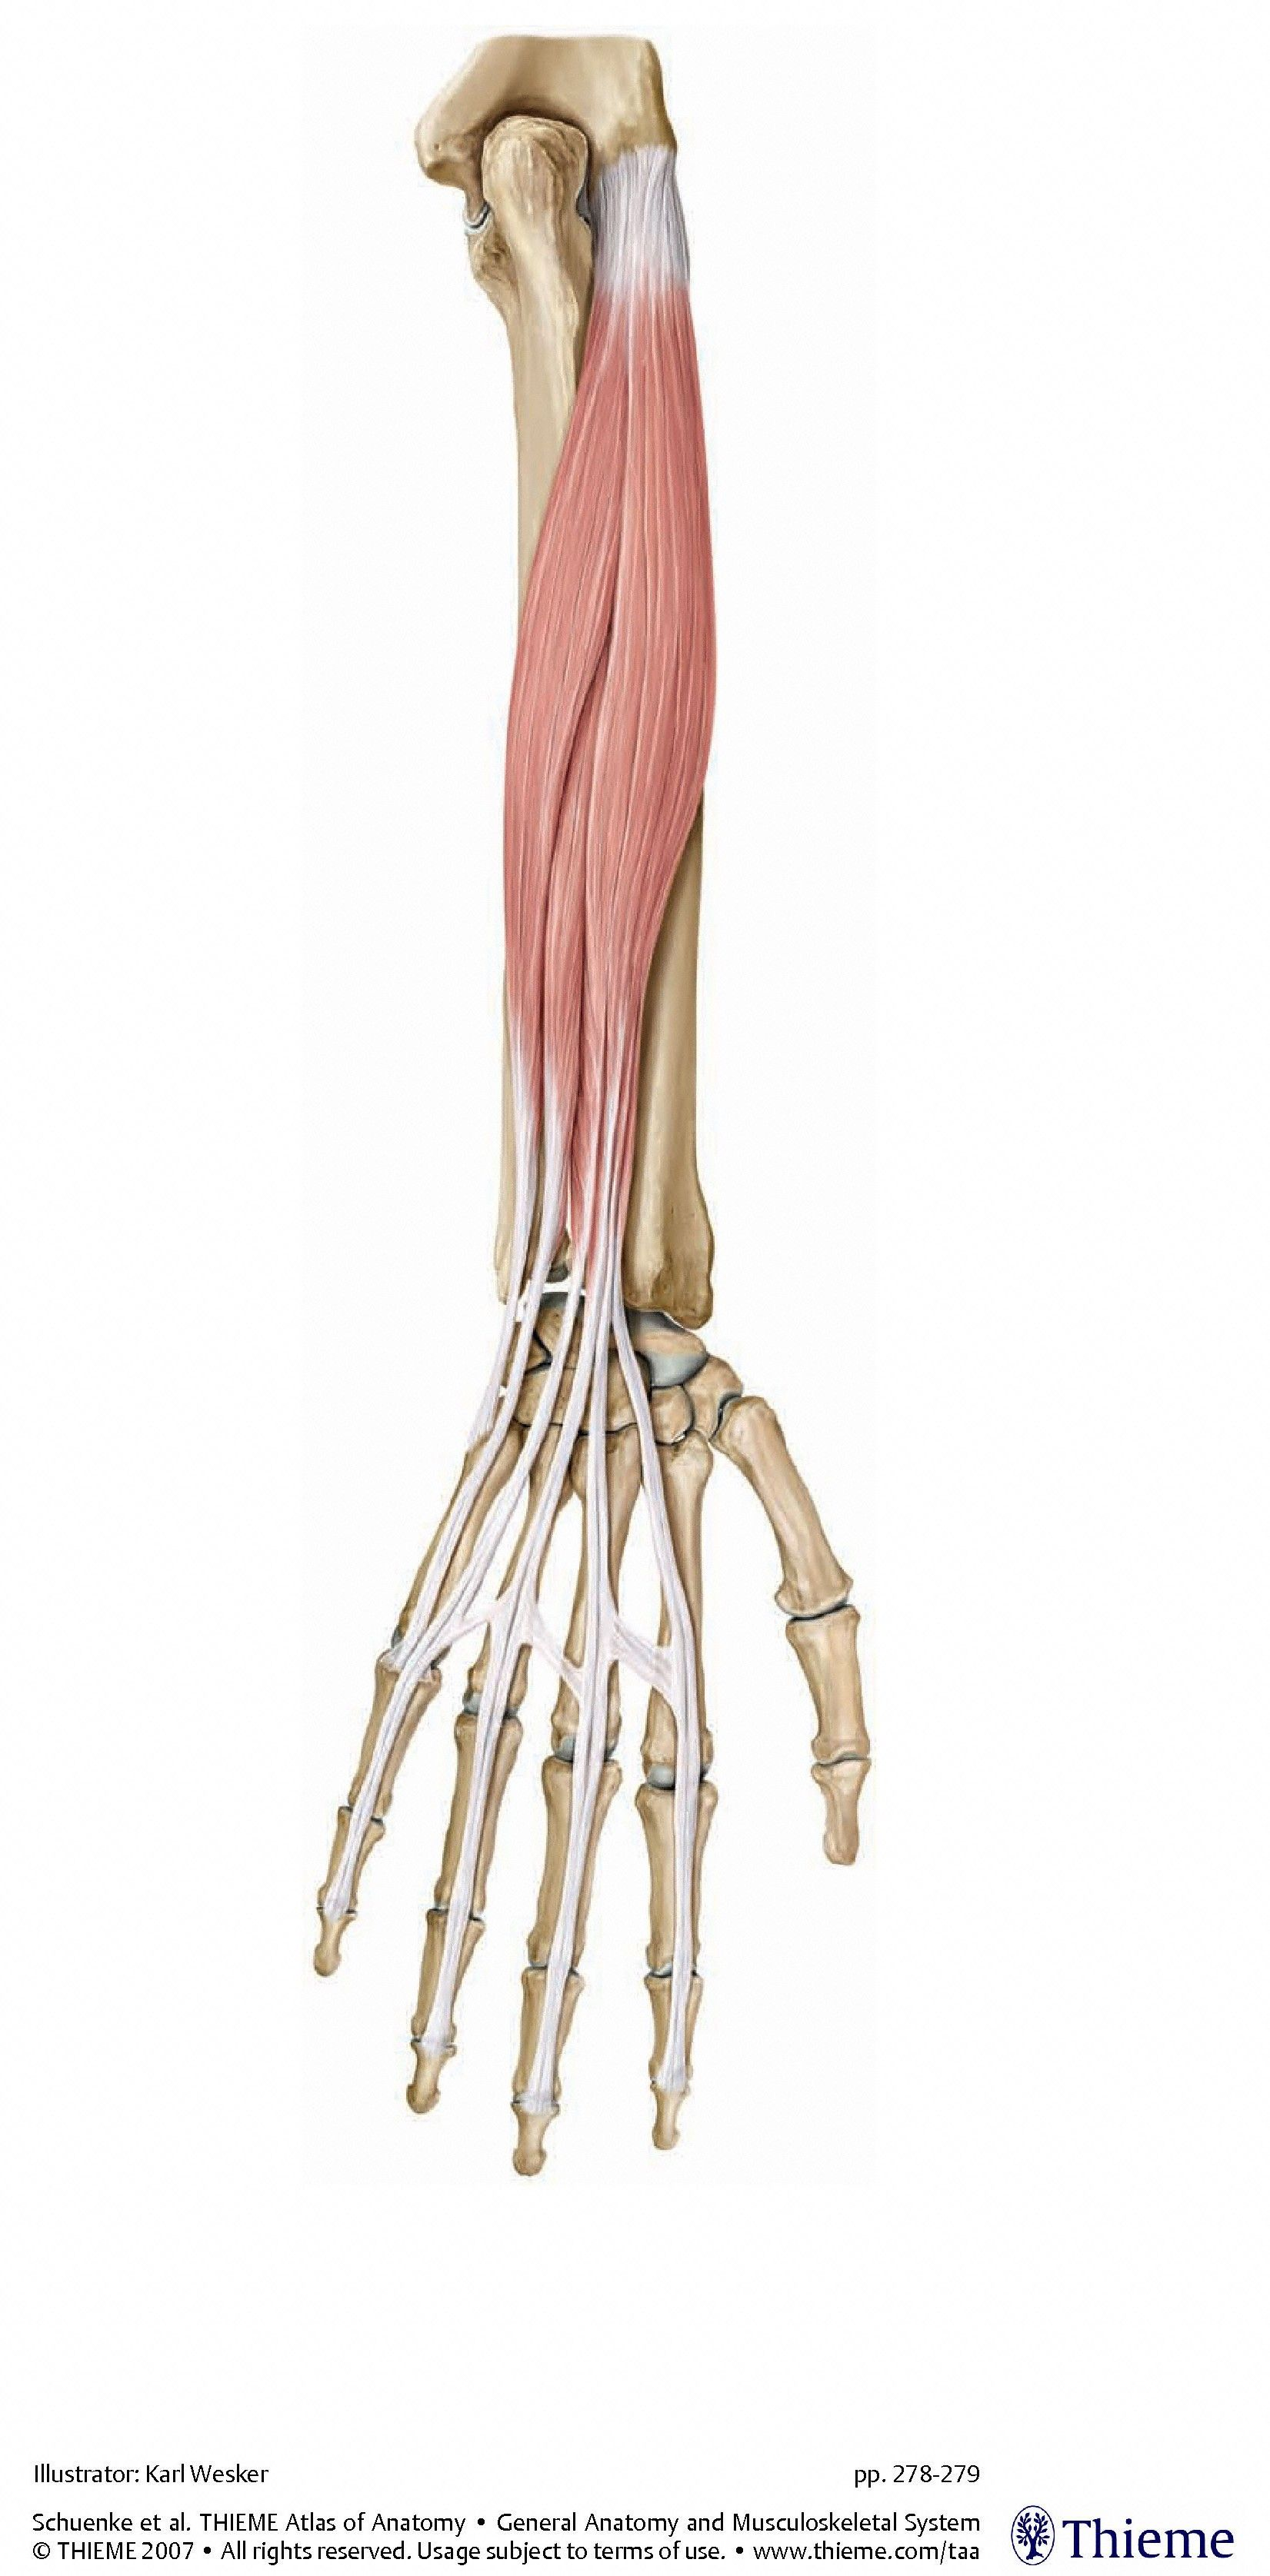 Illustrator: Karl Wesker pp. 278-279
Schuenke et al. THIEME Atlas of Anatomy • General Anatomy and Musculoskeletal System
© THIEME 2007 • All rights reserved. Usage subject to terms of use. • www.thieme.com/taa
Thieme